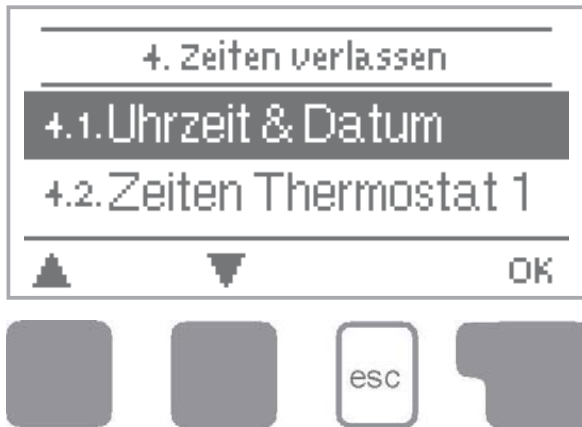 4. Zeiten verlassen
4.1.Uhrzeit & Datum
4.2.Zeiten Thermostat 1
OK
esc